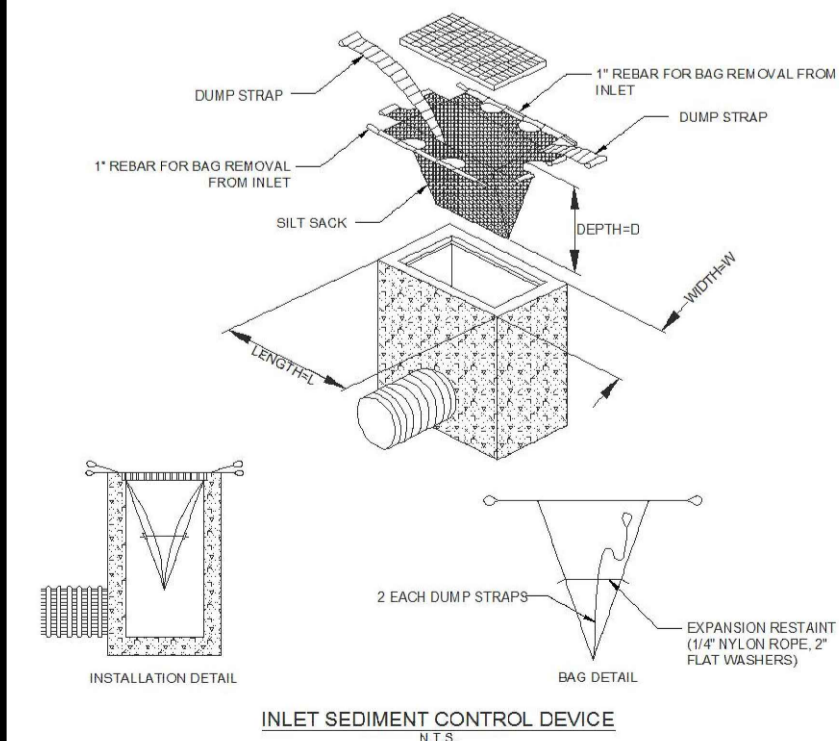 DUMP STRAP
1" REBAR FOR BAG REMOVAL FROM
INLET
DUMP STRAP
1" REBAR FOR BAG REMOVAL
FROM INLET
SILT SACK
DEPTH=D
WIDTH=W
LENGTH=L
2 EACH DUMP STRAPS
EXPANSION RESTAINT
(1/4" NYLON ROPE, 2"
FLAT WASHERS)
INSTALLATION DETAIL
BAG DETAIL
INLET SEDIMENT CONTROL DEVICE
N.T.S.